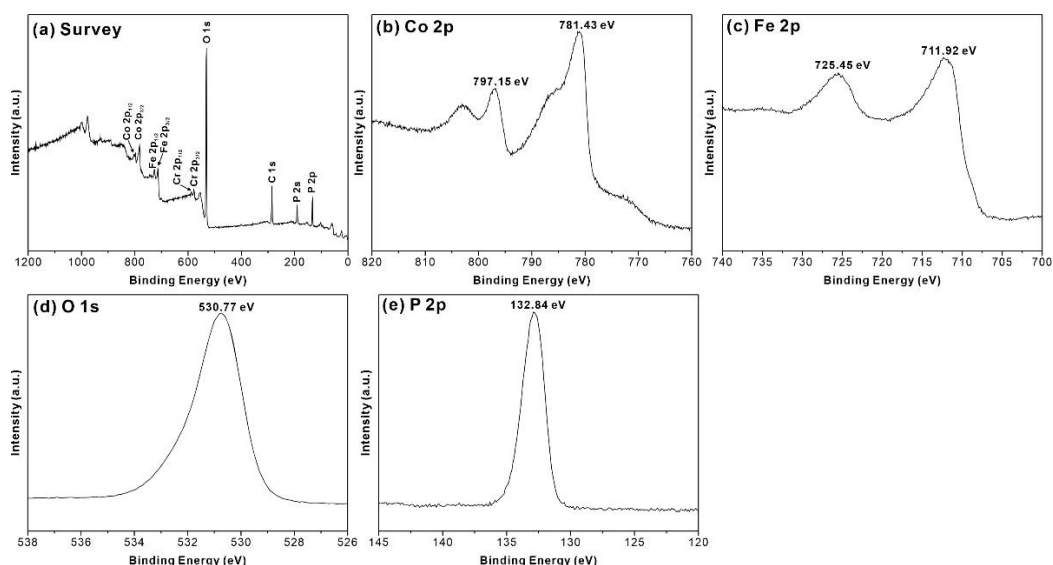 (a) Survey
O 1s
Co 2p1/2
Co 2p3/2
Fe 2p1/2
Fe 2p3/2
Cr 2p1/2
Cr 2p3/2
C 1s
P 2s
P 2p
Intensity (a.u.)
1200 1000 800 600 400 200 0
Binding Energy (eV)
(b) Co 2p
781.43 eV
797.15 eV
Intensity (a.u.)
820 810 800 790 780 770 760
Binding Energy (eV)
(c) Fe 2p
711.92 eV
725.45 eV
Intensity (a.u.)
740 735 730 725 720 715 710 705 700
Binding Energy (eV)
(d) O 1s
530.77 eV
Intensity (a.u.)
538 536 534 532 530 528 526
Binding Energy (eV)
(e) P 2p
132.84 eV
Intensity (a.u.)
145 140 135 130 125 120
Binding Energy (eV)